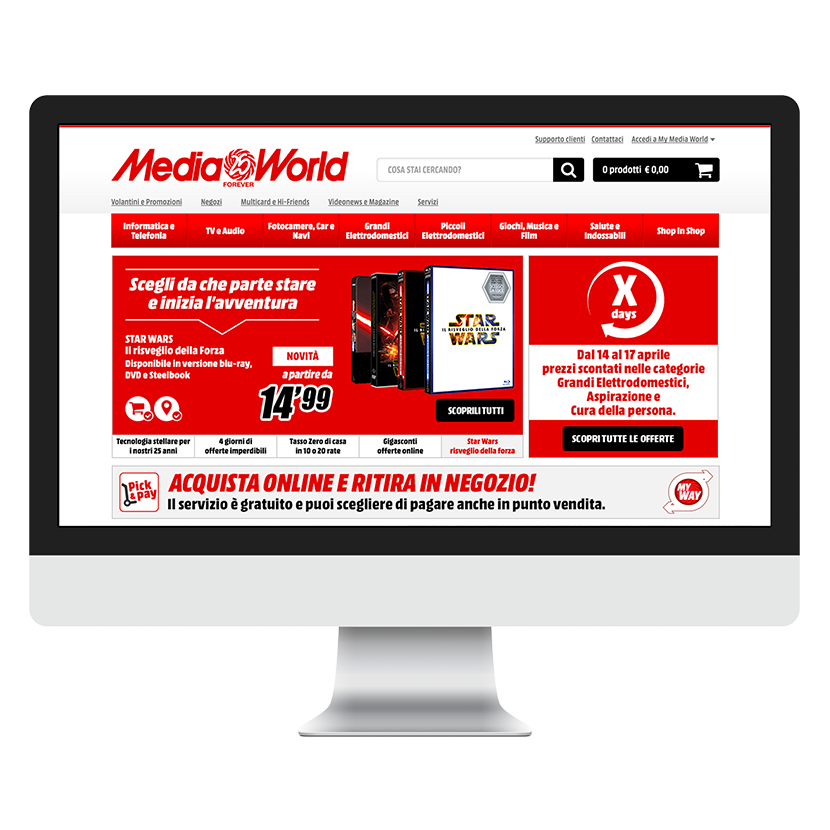 Supporto clienti Contattaci Accedi a My Media World
Media World
25
FOREVER
COSA STAI CERCANDO?
0 prodotti € 0,00
Volantini e Promozioni Negozi Multicard e Hi-Friends Videonews e Magazine Servizi
Informatica e
Telefonia
TV e Audio
Fotocamere, Car e
Navi
Grandi
Elettrodomestici
Piccoli
Elettrodomestici
Giochi, Musica e
Film
Salute e
Indossabili
Shop In Shop
Scegli da che parte stare
e inizia l'avventura
STAR WARS
Il risveglio della Forza
Disponibile in versione blu-ray,
DVD e Steelbook
NOVITÀ
a partire da
14'99
STAR
IL RISVEGLIO DELLA FORZA
WARS
SCOPRILI TUTTI
X
days
Dal 14 al 17 aprile
prezzi scontati nelle categorie
Grandi Elettrodomestici,
Aspirazione e
Cura della persona.
SCOPRI TUTTE LE OFFERTE
Tecnologia stellare per
i nostri 25 anni
4 giorni di
offerte imperdibili
Tasso Zero di casa
in 10 o 20 rate
Gigasconti
offerte online
Star Wars
risveglio della forza
Pick
&pay
ACQUISTA ONLINE E RITIRA IN NEGOZIO!
Il servizio è gratuito e puoi scegliere di pagare anche in punto vendita.
MY
WAY